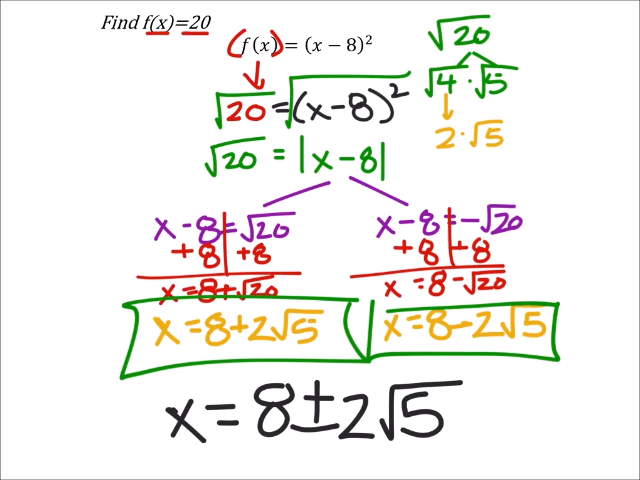 Find f(x)=20
f(x) = (x − 8)²
√20 = √(x−8)²
√20 = |x−8|
√20
√4 · √5
2 · √5
x − 8 = √20
+ 8 + 8
x = 8 + √20
x = 8 + 2√5
x − 8 = −√20
+ 8 + 8
x = 8 − √20
x = 8 − 2√5
x = 8 ± 2√5